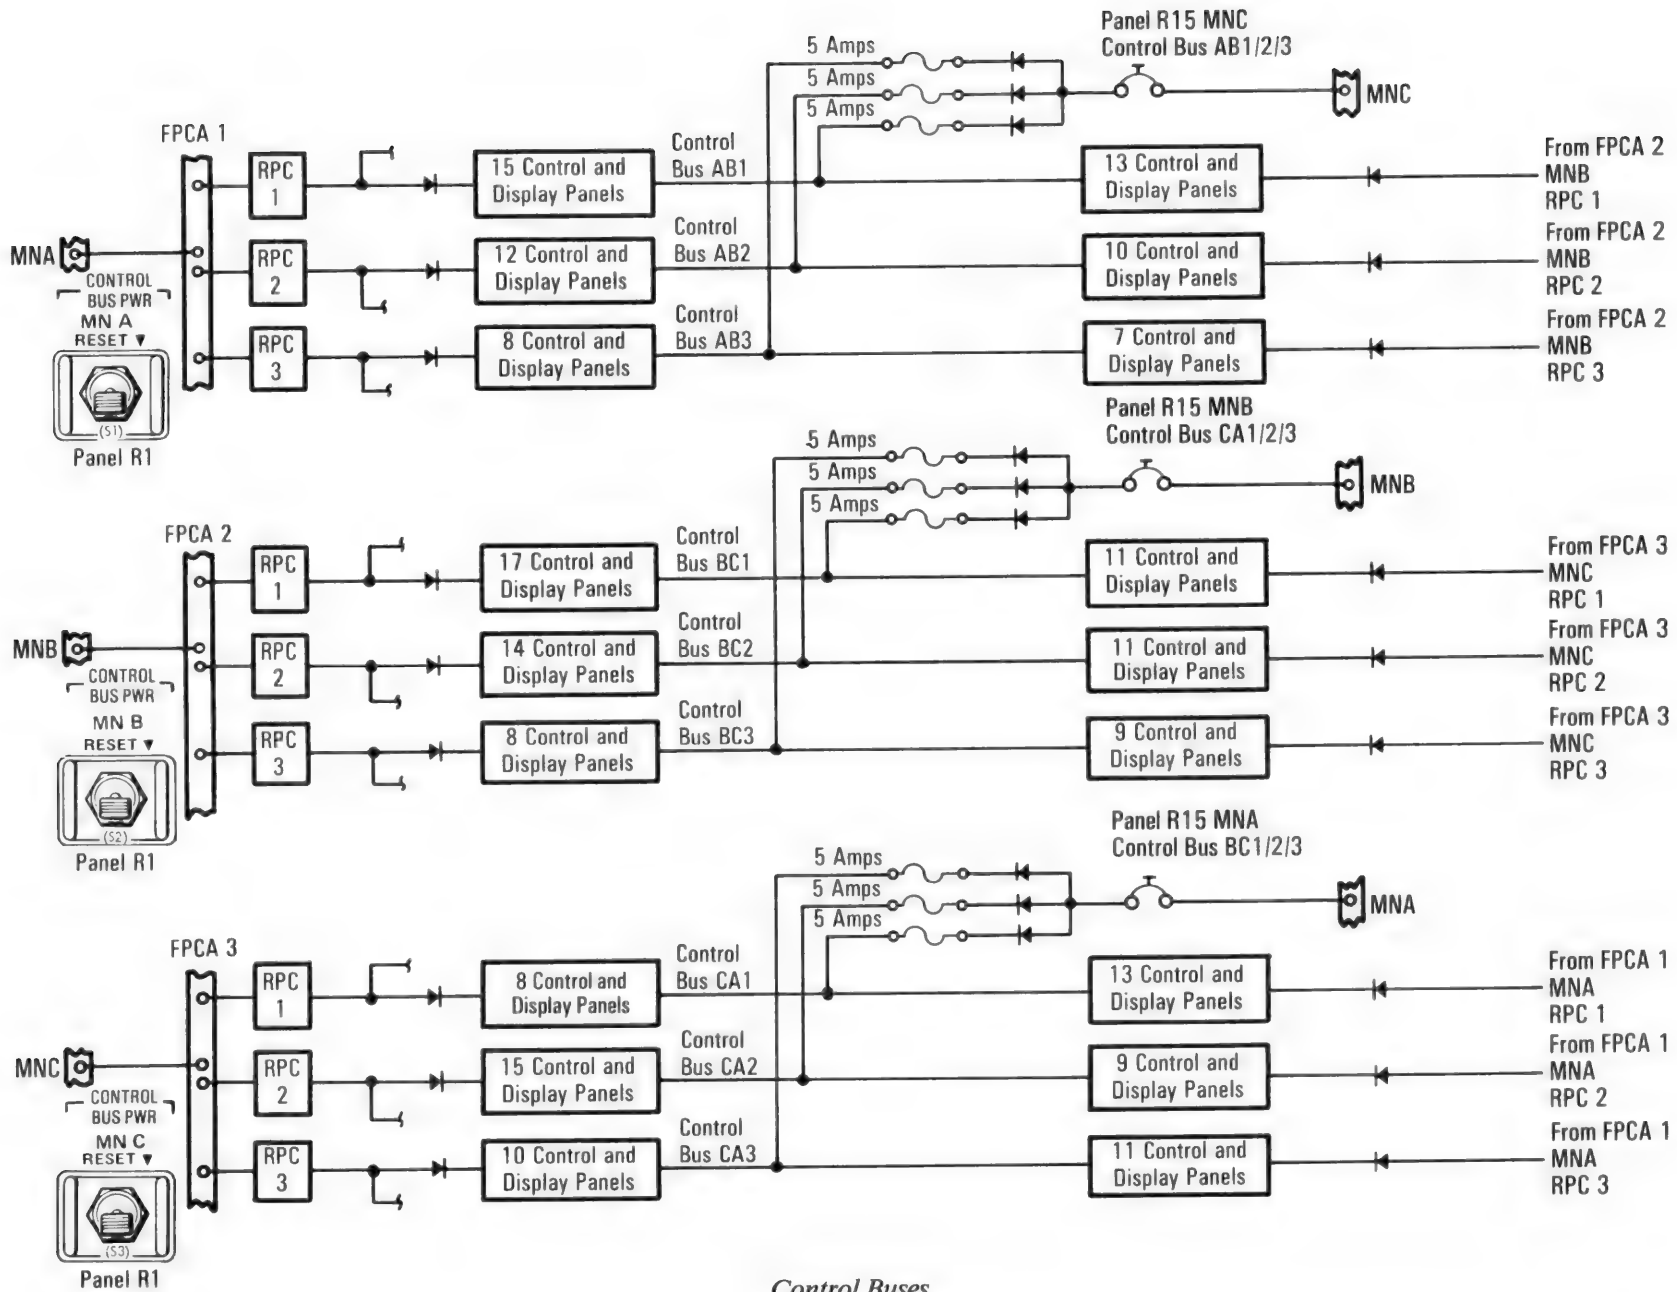 Panel R15 MNC
Control Bus AB1/2/3
5 Amps
5 Amps
5 Amps
MNC
FPCA 1
RPC
1
15 Control and
Display Panels
Control
Bus AB1
13 Control and
Display Panels
From FPCA 2
MNB
RPC 1
MNA
RPC
2
12 Control and
Display Panels
Control
Bus AB2
10 Control and
Display Panels
From FPCA 2
MNB
RPC 2
CONTROL
BUS PWR
MN A
RESET ▼
(S1)
Panel R1
RPC
3
8 Control and
Display Panels
Control
Bus AB3
7 Control and
Display Panels
From FPCA 2
MNB
RPC 3
Panel R15 MNB
Control Bus CA1/2/3
5 Amps
5 Amps
5 Amps
MNB
FPCA 2
RPC
1
17 Control and
Display Panels
Control
Bus BC1
11 Control and
Display Panels
From FPCA 3
MNC
RPC 1
MNB
RPC
2
14 Control and
Display Panels
Control
Bus BC2
11 Control and
Display Panels
From FPCA 3
MNC
RPC 2
CONTROL
BUS PWR
MN B
RESET ▼
(S2)
Panel R1
RPC
3
8 Control and
Display Panels
Control
Bus BC3
9 Control and
Display Panels
From FPCA 3
MNC
RPC 3
Panel R15 MNA
Control Bus BC1/2/3
5 Amps
5 Amps
5 Amps
MNA
FPCA 3
RPC
1
8 Control and
Display Panels
Control
Bus CA1
13 Control and
Display Panels
From FPCA 1
MNA
RPC 1
MNC
RPC
2
15 Control and
Display Panels
Control
Bus CA2
9 Control and
Display Panels
From FPCA 1
MNA
RPC 2
CONTROL
BUS PWR
MN C
RESET ▼
(S3)
Panel R1
RPC
3
10 Control and
Display Panels
Control
Bus CA3
11 Control and
Display Panels
From FPCA 1
MNA
RPC 3
Control Buses